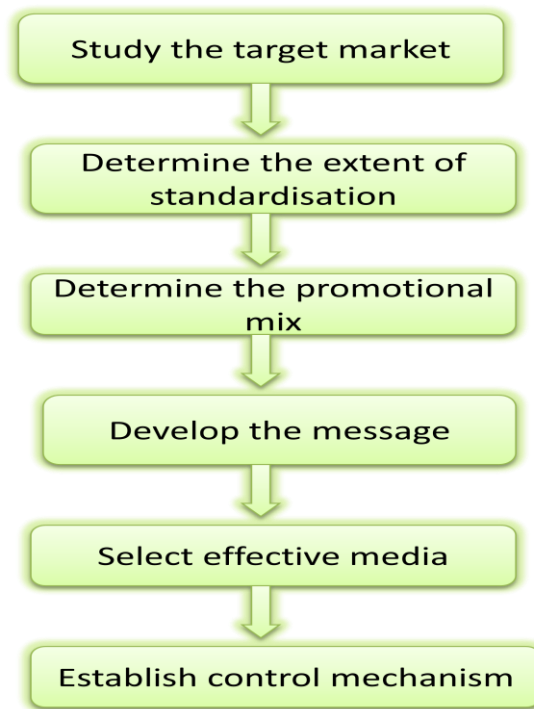 Study the target market
Determine the extent of
standardisation
Determine the promotional
mix
Develop the message
Select effective media
Establish control mechanism